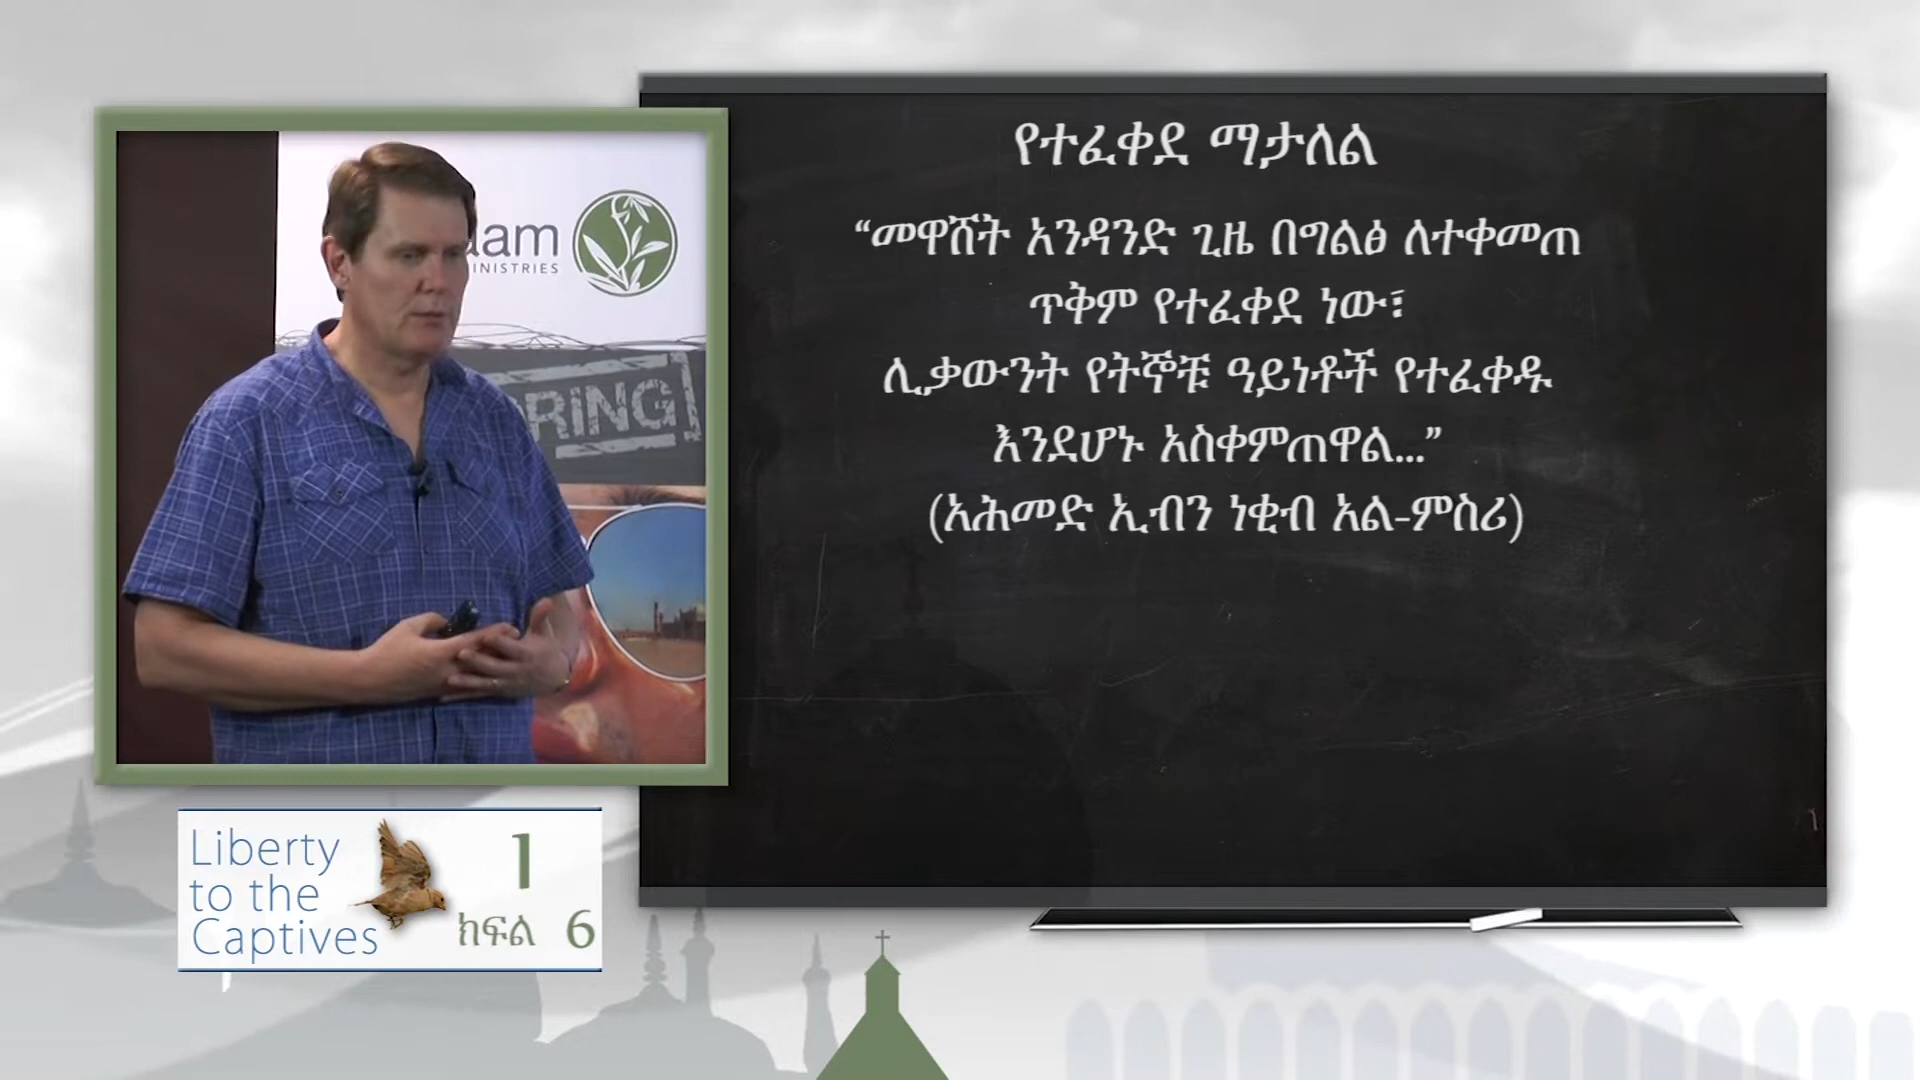 የተፈቀደ ማታለል
“መዋሸት አንዳንድ ጊዜ በግልፅ ለተቀመጠ
ጥቅም የተፈቀደ ነው፣
ሊቃውንት የትኞቹ ዓይነቶች የተፈቀዱ
እንደሆኑ አስቀምጠዋል...”
(አሕመድ ኢብን ነቂብ አል-ምስሪ)
Liberty
to the
Captives
1
ክፍል 6